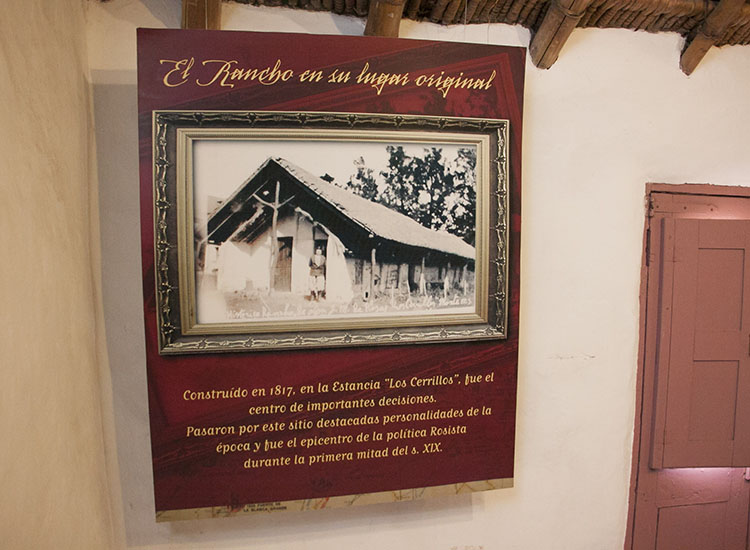 El Rancho en su lugar original
Construído en 1817, en la Estancia "Los Cerrillos", fue el
centro de importantes decisiones.
Pasaron por este sitio destacadas personalidades de la
época y fue el epicentro de la política Rosista
durante la primera mitad del s. XIX.